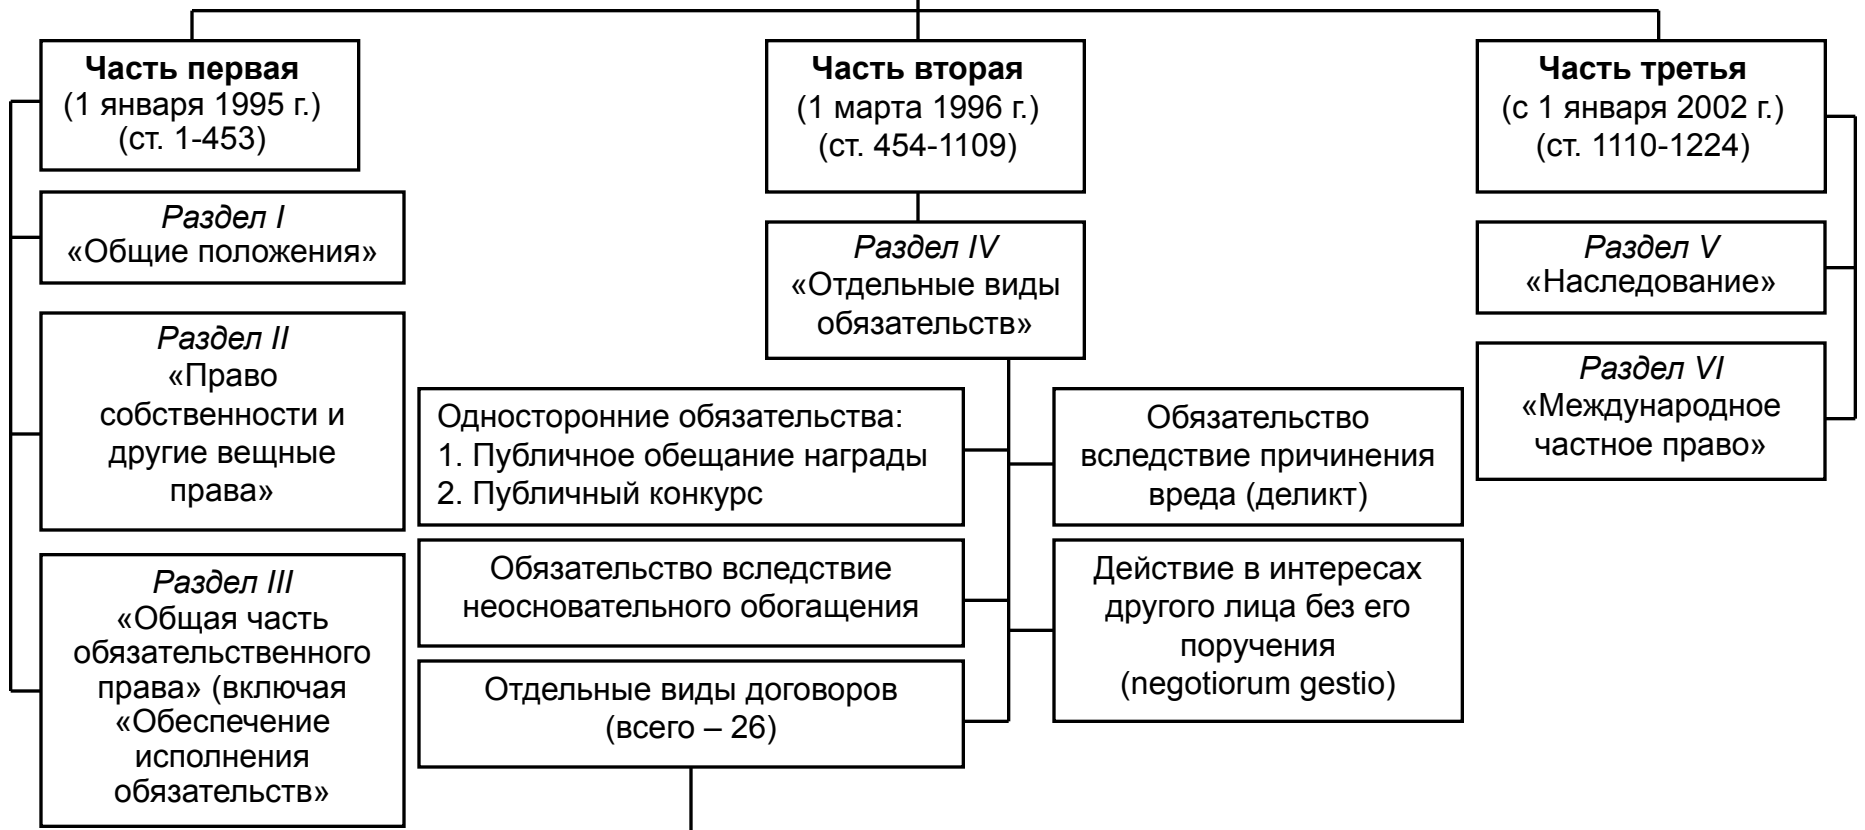 Часть первая
(1 января 1995 г.)
(ст. 1-453)
Раздел I
«Общие положения»
Раздел II
«Право
собственности и
другие вещные
права»
Раздел III
«Общая часть
обязательственного
права» (включая
«Обеспечение
исполнения
обязательств»
Часть вторая
(1 марта 1996 г.)
(ст. 454-1109)
Раздел IV
«Отдельные виды
обязательств»
Односторонние обязательства:
1. Публичное обещание награды
2. Публичный конкурс
Обязательство вследствие
неосновательного обогащения
Отдельные виды договоров
(всего – 26)
Обязательство
вследствие причинения
вреда (деликт)
Действие в интересах
другого лица без его
поручения
(negotiorum gestio)
Часть третья
(с 1 января 2002 г.)
(ст. 1110-1224)
Раздел V
«Наследование»
Раздел VI
«Международное
частное право»